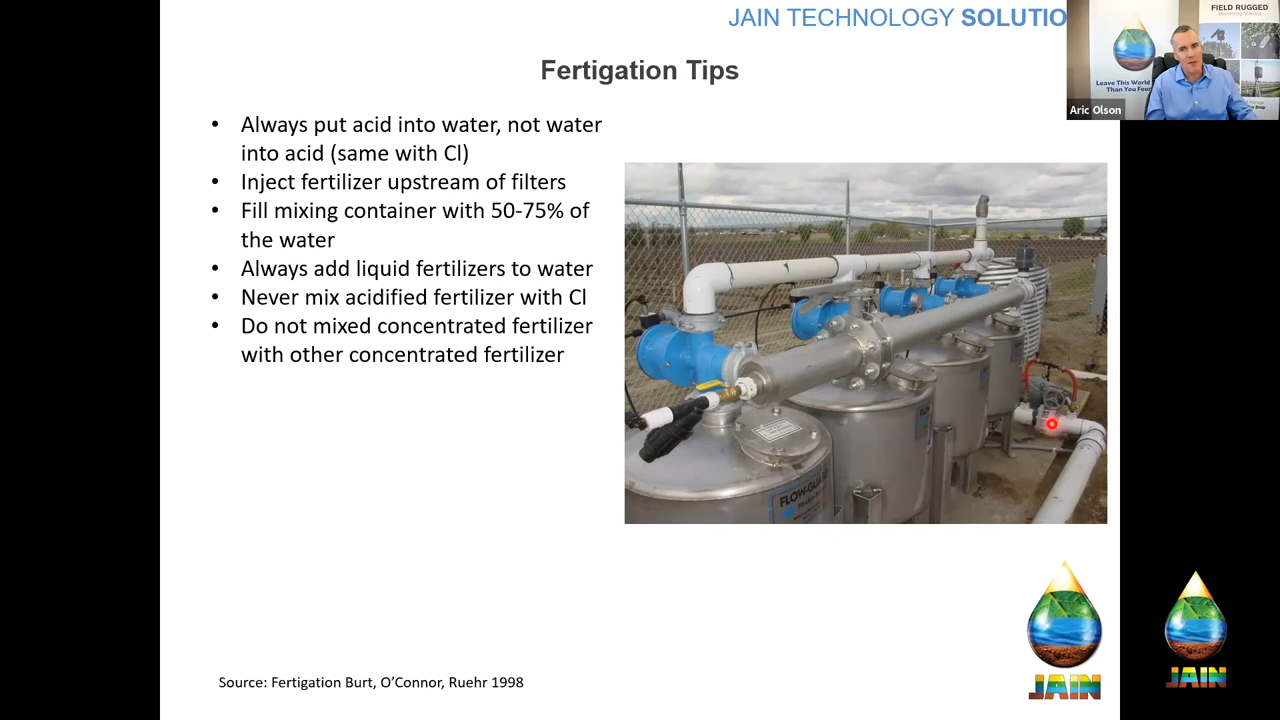 JAIN TECHNOLOGY SOLUTIO
FIELD RUGGED
Leave This World
Than You Foun
Aric Olson
Fertigation Tips
• Always put acid into water, not water
into acid (same with Cl)
• Inject fertilizer upstream of filters
• Fill mixing container with 50-75% of
the water
• Always add liquid fertilizers to water
• Never mix acidified fertilizer with Cl
• Do not mixed concentrated fertilizer
with other concentrated fertilizer
FLOW-GUA
FLOW
JAIN
JAIN
Source: Fertigation Burt, O’Connor, Ruehr 1998